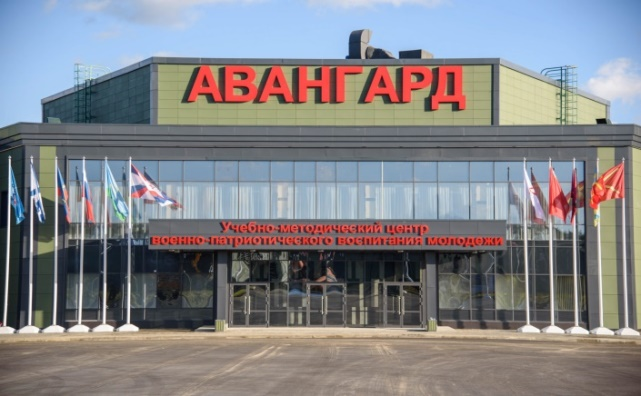 АВАНГАРД
Учебно-методический центр
военно-патриотического воспитания молодежи